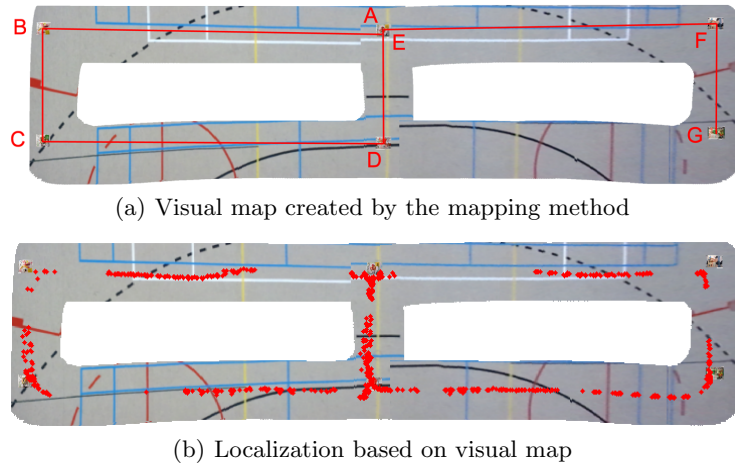 A
B
E
F
C
D
G
(a) Visual map created by the mapping method
(b) Localization based on visual map